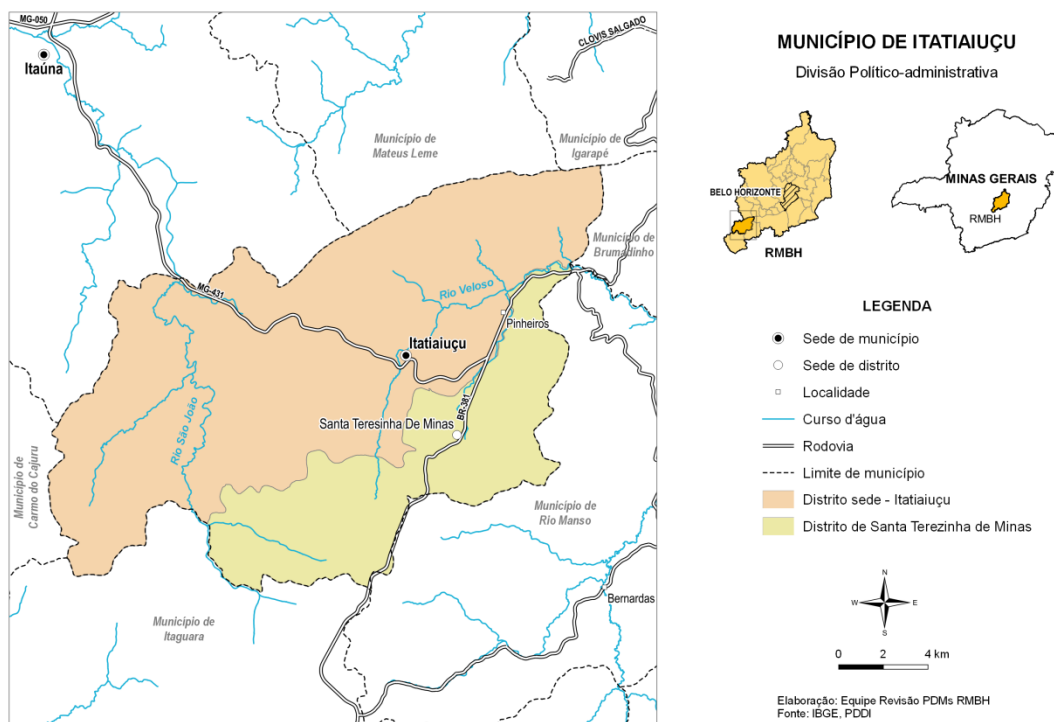 MG-050
Itaúna
CLOVIS SALGADO
Município de
Mateus Leme
Município de
Igarapé
Município de
Brumadinho
MG-431
Rio Veloso
Pinheiros
Itatiaiuçu
BR-381
Santa Teresinha De Minas
Rio São João
Município de
Carmo do Cajuru
Município de
Rio Manso
Bernardas
Município de
Itaguara
MUNICÍPIO DE ITATIAIUÇU
Divisão Político-administrativa
BELO HORIZONTE
RMBH
MINAS GERAIS
RMBH
LEGENDA
Sede de município
Sede de distrito
Localidade
Curso d'água
Rodovia
Limite de município
Distrito sede - Itatiaiuçu
Distrito de Santa Terezinha de Minas
N
W
E
S
0 2 4 km
Elaboração: Equipe Revisão PDMs RMBH
Fonte: IBGE, PDDI